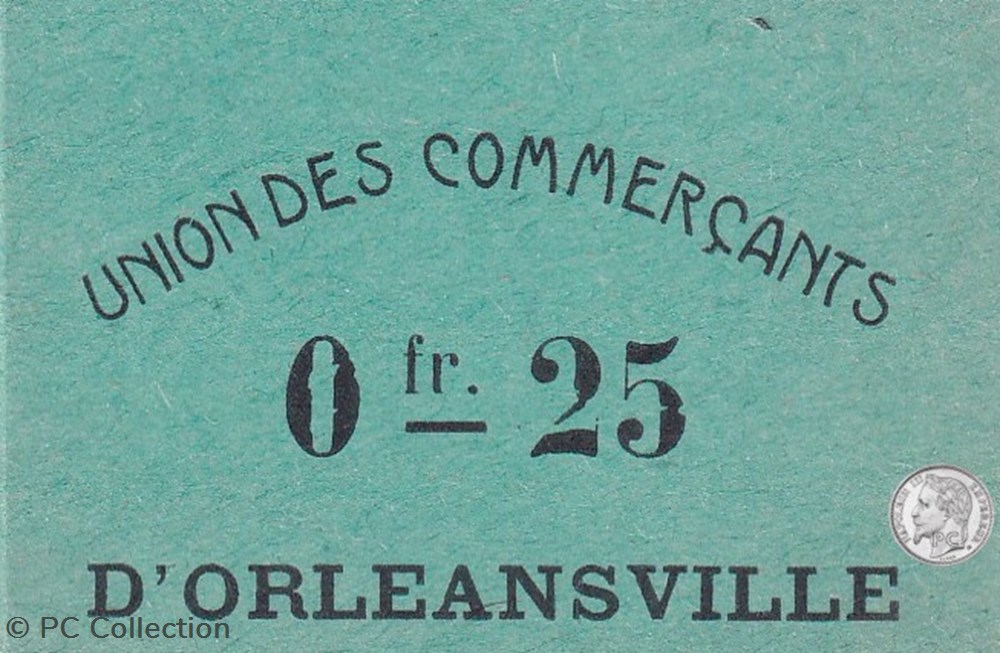 UNION DES COMMERÇANTS
0 fr. 25
D'ORLEANSVILLE
© PC Collection